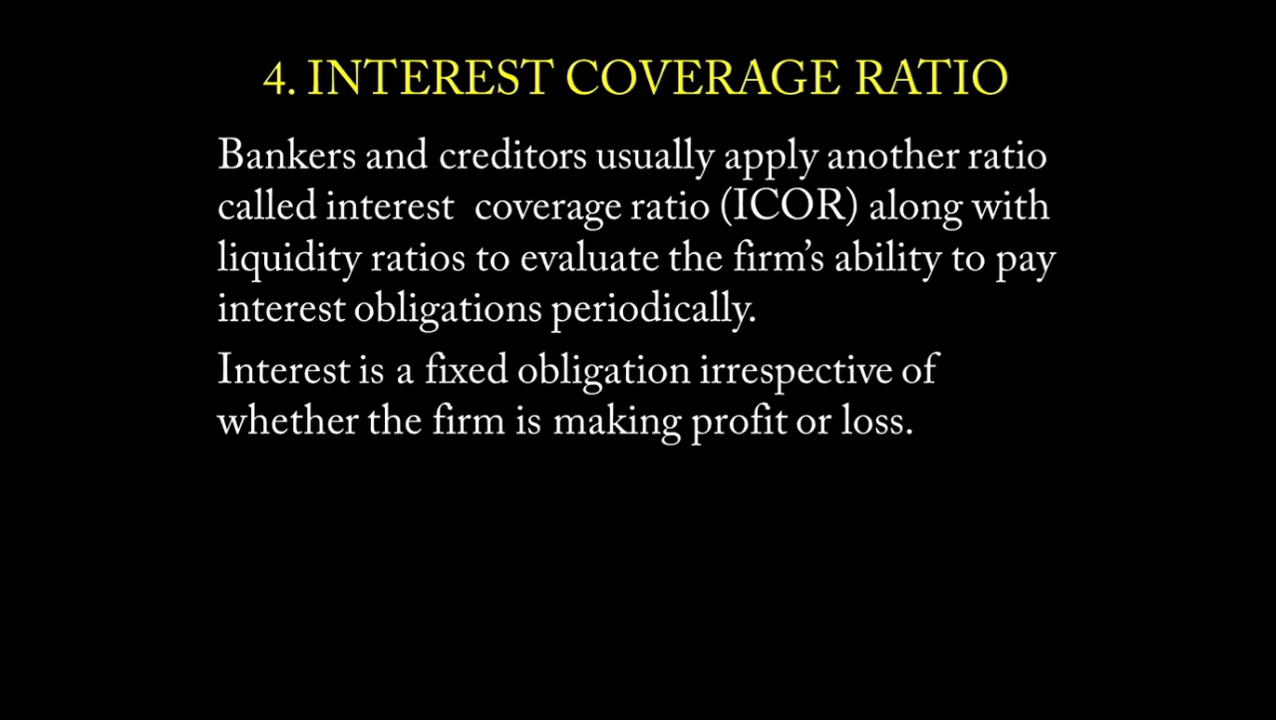 4. INTEREST COVERAGE RATIO
Bankers and creditors usually apply another ratio
called interest coverage ratio (ICOR) along with
liquidity ratios to evaluate the firm’s ability to pay
interest obligations periodically.
Interest is a fixed obligation irrespective of
whether the firm is making profit or loss.